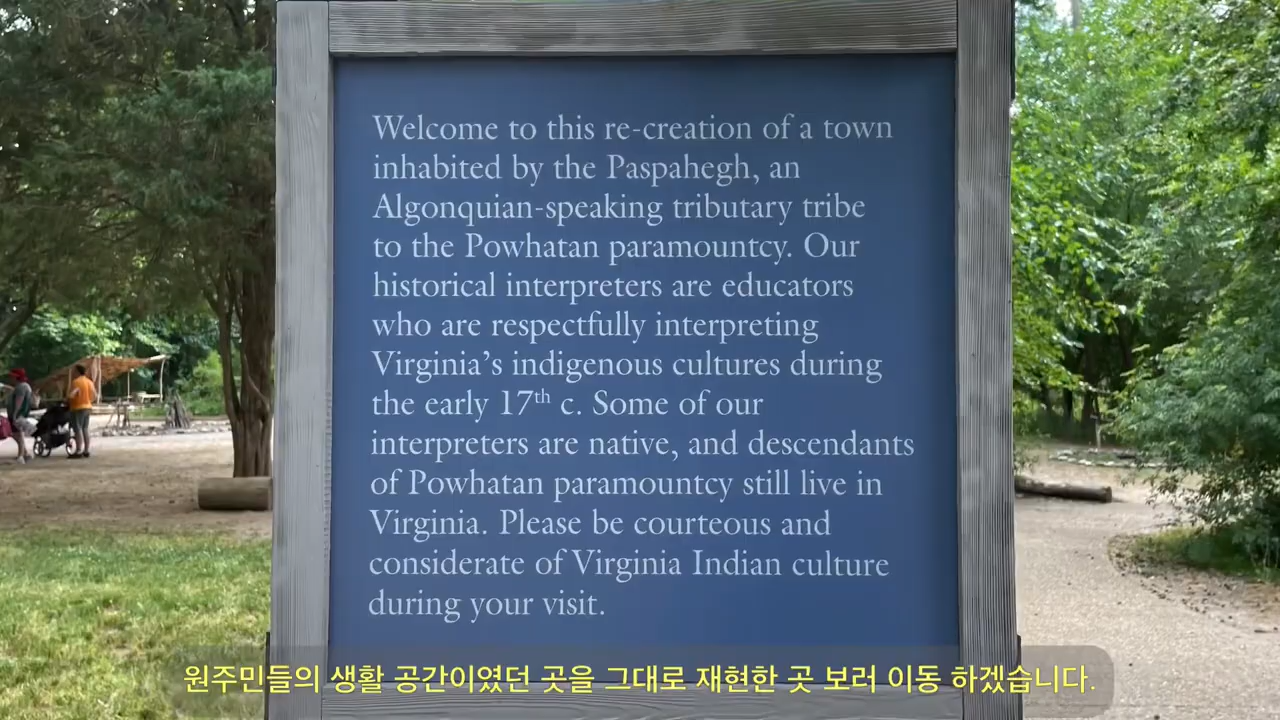 Welcome to this re-creation of a town
inhabited by the Paspahegh, an
Algonquian-speaking tributary tribe
to the Powhatan paramountcy. Our
historical interpreters are educators
who are respectfully interpreting
Virginia's indigenous cultures during
the early 17th c. Some of our
interpreters are native, and descendants
of Powhatan paramountcy still live in
Virginia. Please be courteous and
considerate of Virginia Indian culture
during your visit.
원주민들의 생활 공간이였던 곳을 그대로 재현한 곳 보러 이동 하겠습니다.